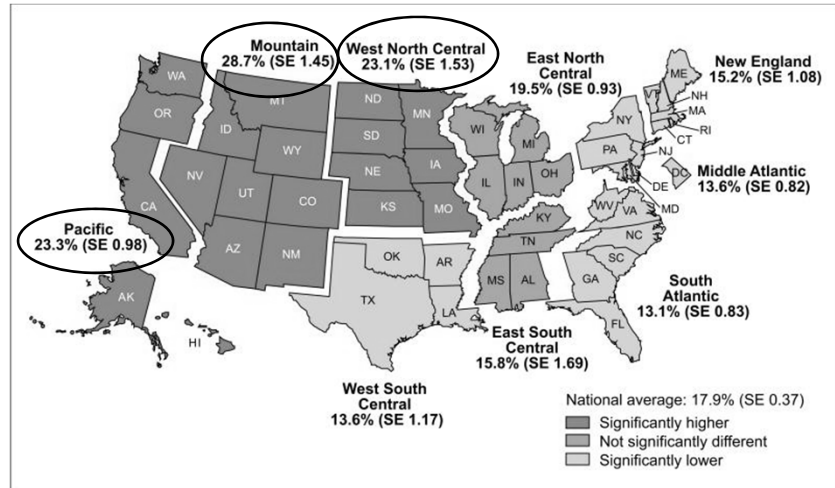 Mountain
28.7% (SE 1.45)
West North Central
23.1% (SE 1.53)
East North
Central
19.5% (SE 0.93)
New England
15.2% (SE 1.08)
Middle Atlantic
13.6% (SE 0.82)
Pacific
23.3% (SE 0.98)
South
Atlantic
13.1% (SE 0.83)
East South
Central
15.8% (SE 1.69)
West South
Central
13.6% (SE 1.17)
WA
OR
CA
AK
HI
MT
ID
WY
NV
UT
CO
AZ
NM
ND
MN
SD
NE
IA
KS
MO
WI
MI
IL
IN
OH
KY
TN
MS
AL
OK
AR
TX
LA
ME
VT
NH
MA
RI
CT
NY
NJ
PA
DC
DE
MD
WV
VA
NC
SC
GA
FL
National average: 17.9% (SE 0.37)
Significantly higher
Not significantly different
Significantly lower